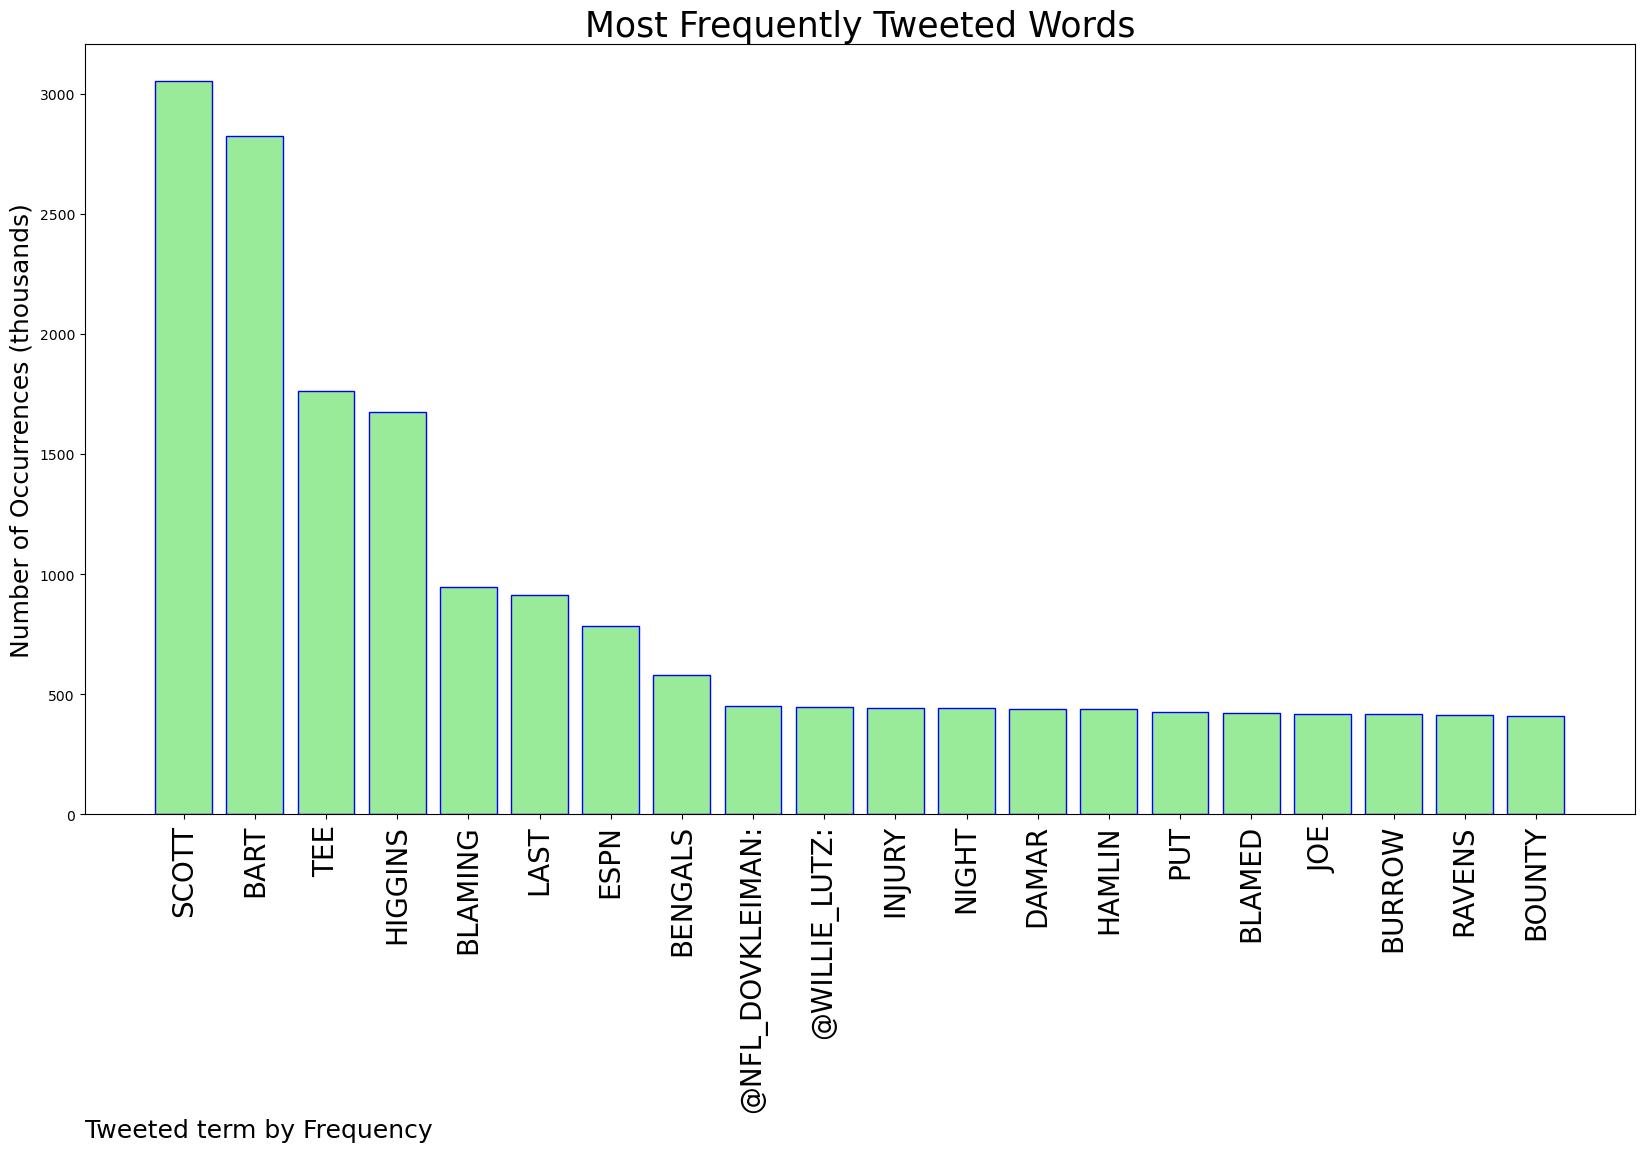 Most Frequently Tweeted Words
Number of Occurrences (thousands)
3000
2500
2000
1500
1000
500
0
SCOTT
BART
TEE
HIGGINS
BLAMING
LAST
ESPN
BENGALS
@NFL_DOVKLEIMAN:
@WILLIE_LUTZ:
INJURY
NIGHT
DAMAR
HAMLIN
PUT
BLAMED
JOE
BURROW
RAVENS
BOUNTY
Tweeted term by Frequency